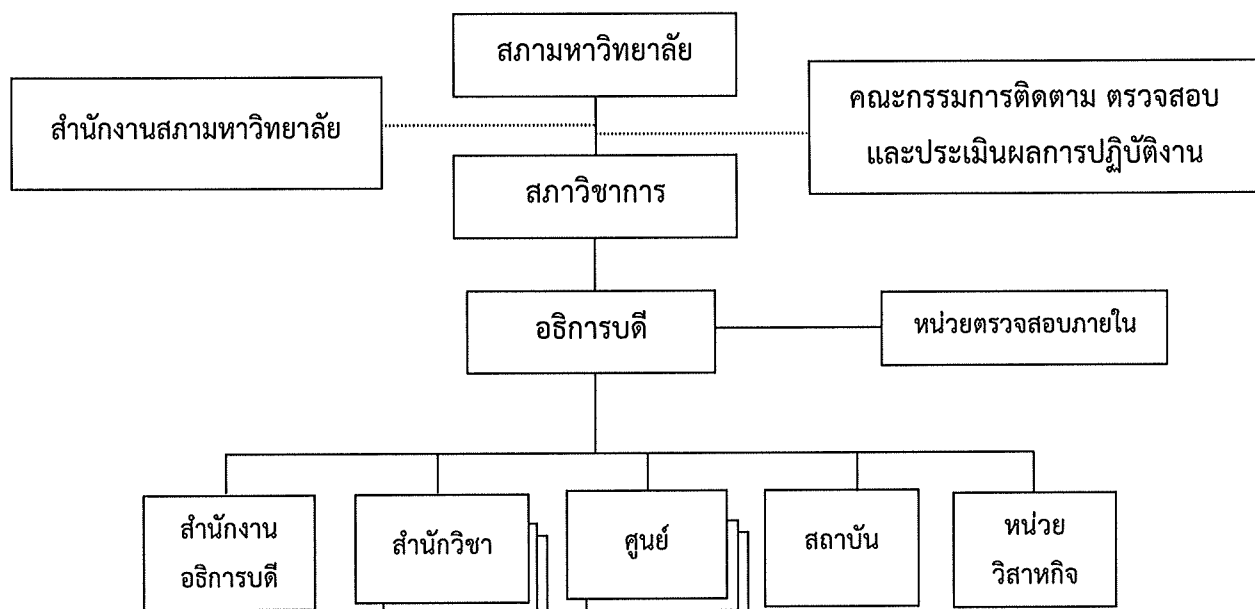 สภามหาวิทยาลัย
สำนักงานสภามหาวิทยาลัย
คณะกรรมการติดตาม ตรวจสอบ
และประเมินผลการปฏิบัติงาน
สภาวิชาการ
อธิการบดี
หน่วยตรวจสอบภายใน
สำนักงาน
อธิการบดี
สำนักวิชา
ศูนย์
สถาบัน
หน่วย
วิสาหกิจ